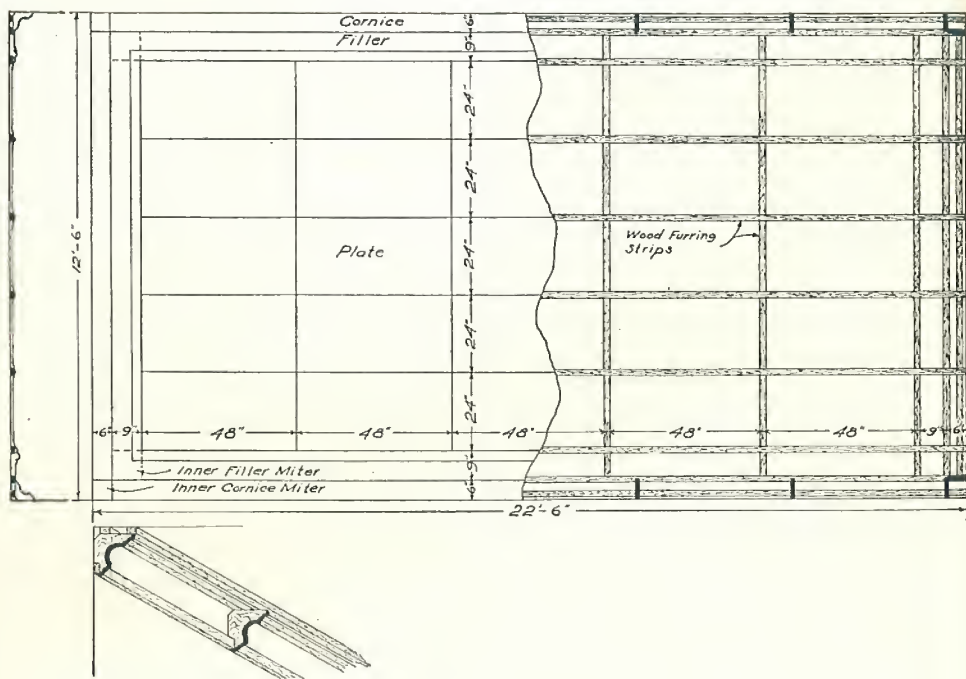 Cornice
Filler
6"
9"
24"
24"
24"
24"
24"
9"
6"
12'-6"
Plate
Wood Furring
Strips
6"
9"
48"
48"
48"
48"
48"
9"
6"
Inner Filler Miter
Inner Cornice Miter
22'-6"